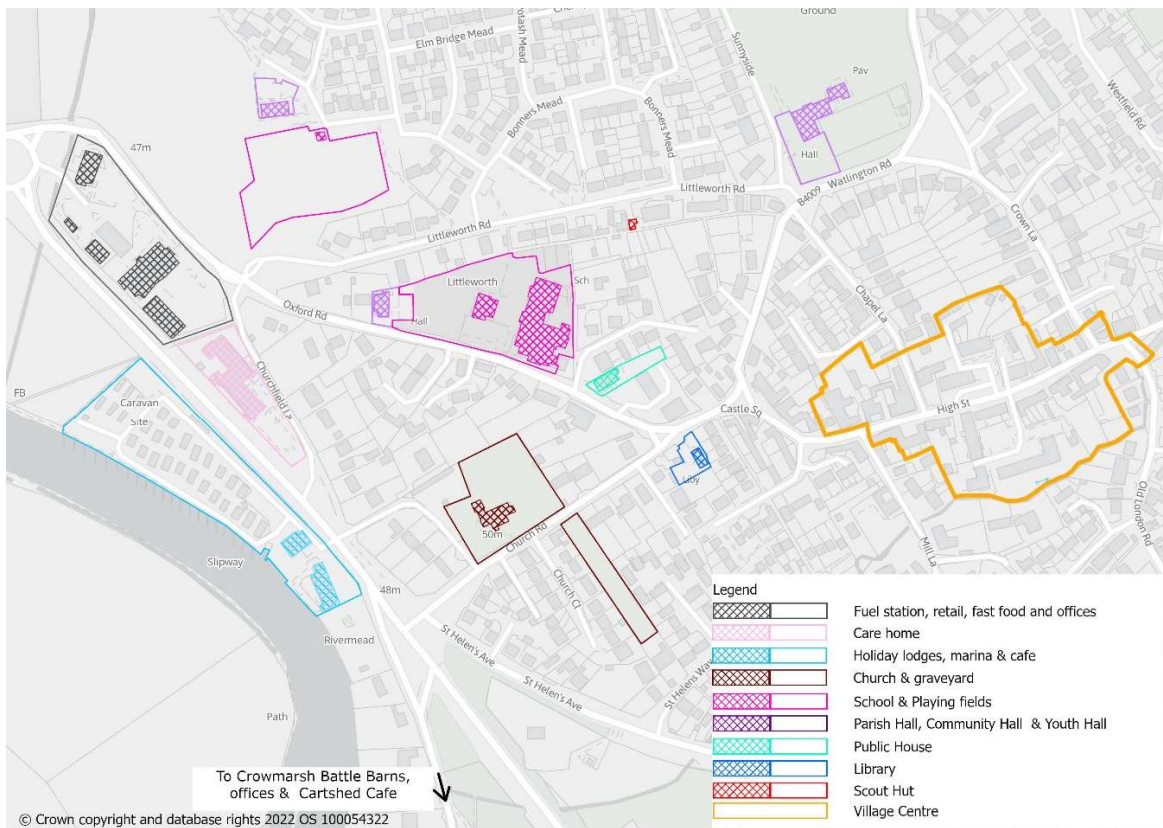 Ground
Elm Bridge Mead
Potash Mead
Sunnyside
Pav
Westfield Rd
Bonners Mead
Bonners Mead
47m
Hall
B4009 Watlington Rd
Littleworth Rd
Littleworth Rd
Crown La
Littleworth
Sch
Oxford Rd
Hall
Chapel La
Churchfield La
FB
Caravan
Site
Castle Sq
High St
Liby
Old London Rd
50m
Church Rd
Mill La
Slipway
Church Cl
48m
Rivermead
St Helen's Ave
St Helen's Ave
St Helens Way
Path
To Crowmarsh Battle Barns,
offices & Cartshed Cafe
© Crown copyright and database rights 2022 OS 100054322
Legend
Fuel station, retail, fast food and offices
Care home
Holiday lodges, marina & cafe
Church & graveyard
School & Playing fields
Parish Hall, Community Hall & Youth Hall
Public House
Library
Scout Hut
Village Centre